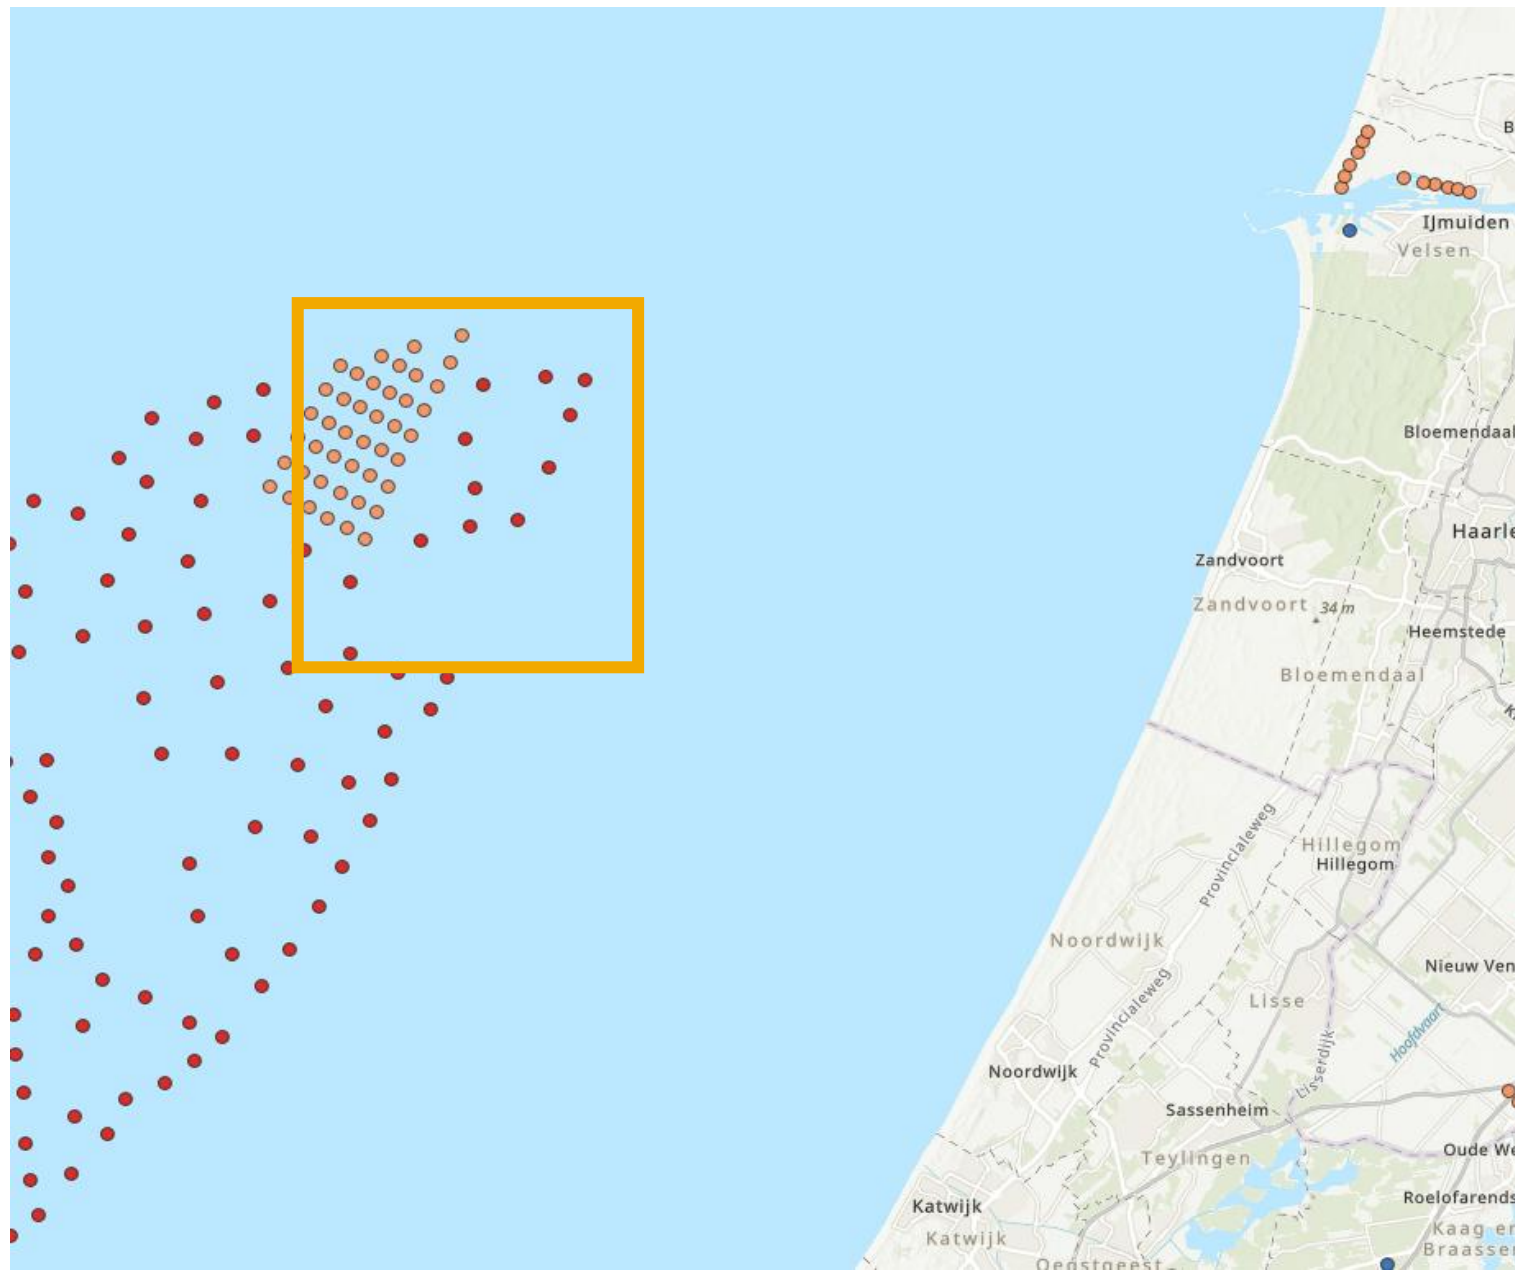 B
IJmuiden
Velsen
Bloemendaal
Haarle
Zandvoort
Zandvoort
34 m
Heemstede
Bloemendaal
K
Provincialeweg
Hillegom
Hillegom
Noordwijk
Nieuw Ven
Provincialeweg
Lisse
Hoofdvaart
Noordwijk
Lisserdijk
Sassenheim
Oude We
Teylingen
Roelofarends
Katwijk
Kaag en
Katwijk
Braassem
Oegstgeest